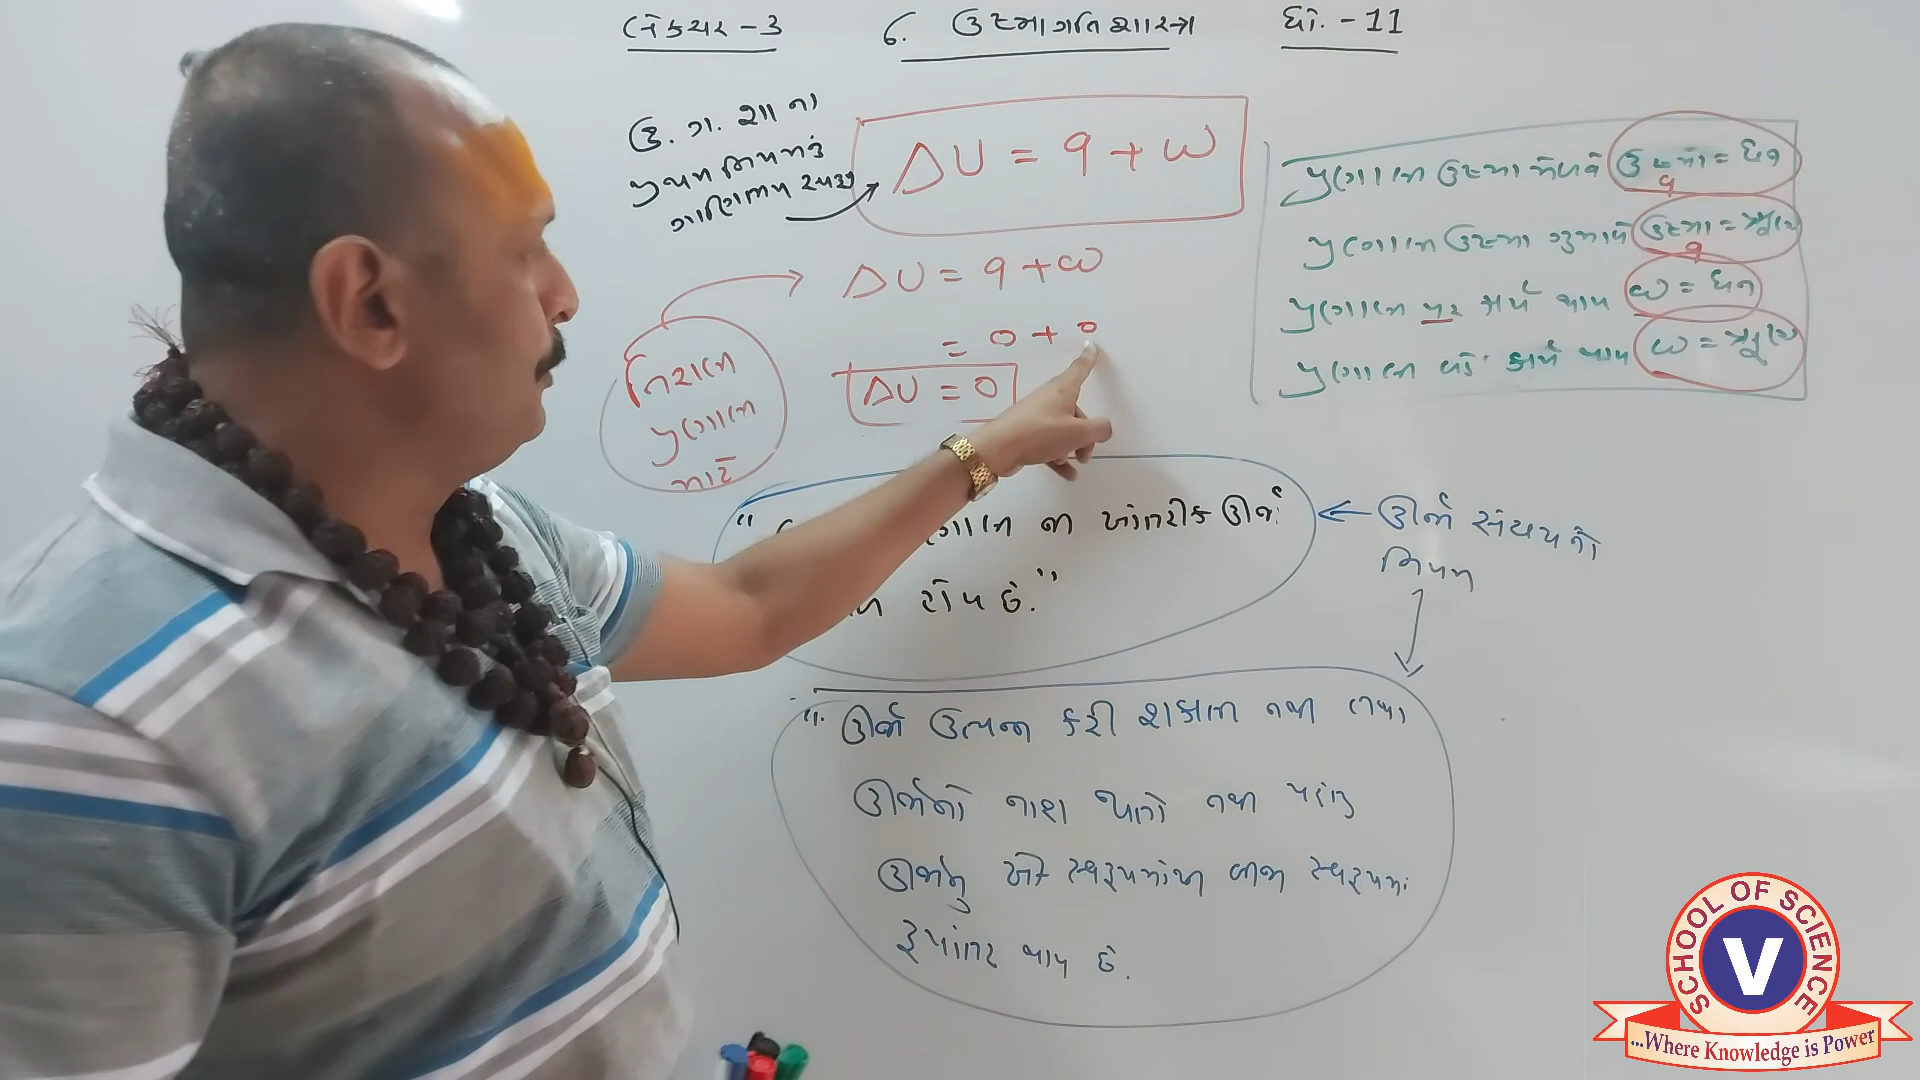 લેકચર - 3
6. ઉષ્માગતિશાસ્ત્ર
ધો. - 11
ઉ. ગ. શા ના
પ્રથમ નિયમનું
ગાણિતીય સ્વરૂપ
ΔU = q + w
ΔU = q + w
= 0 + 0
ΔU = 0
નિરાળી
પ્રણાલી
માટે
પ્રણાલી ઉષ્મા મેળવે ઉષ્મા = ધન
q
પ્રણાલી ઉષ્મા ગુમાવે ઉષ્મા = ઋણ
q
પ્રણાલી પર કાર્ય થાય w = ધન
પ્રણાલી વડે કાર્ય થાય w = ઋણ
" ની આંતરીક ઊર્જા
હોય છે."
ઊર્જા સંચયનો
નિયમ
". ઊર્જા ઉત્પન્ન કરી શકાતી નથી તથા
ઊર્જાનો નાશ થતો નથી પરંતુ
ઊર્જાનું એક સ્વરૂપમાંથી બીજા સ્વરૂપમાં
રૂપાંતર થાય છે.
SCHOOL OF SCIENCE
V
...Where Knowledge is Power